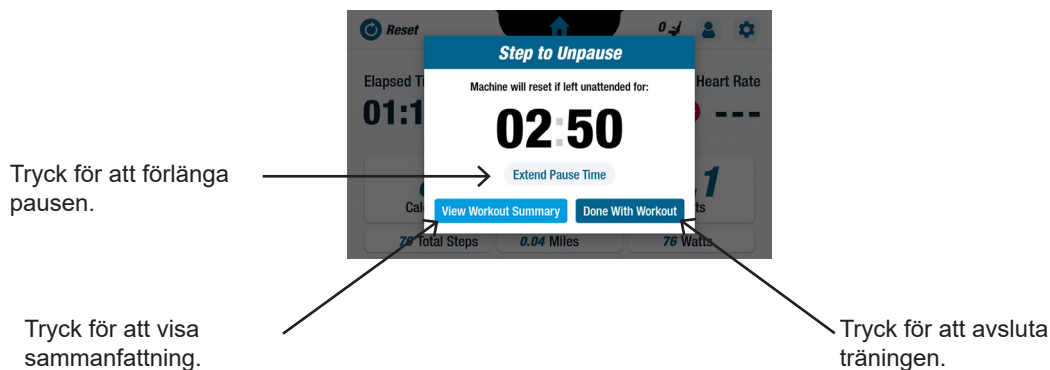 Reset
0
Step to Unpause
Elapsed Ti
Machine will reset if left unattended for:
Heart Rate
01:1
02:50
---
Tryck för att förlänga
pausen.
Extend Pause Time
1
Cal
View Workout Summary
Done With Workout
ts
78 Total Steps
0.04 Miles
76 Watts
Tryck för att visa
sammanfattning.
Tryck för att avsluta
träningen.